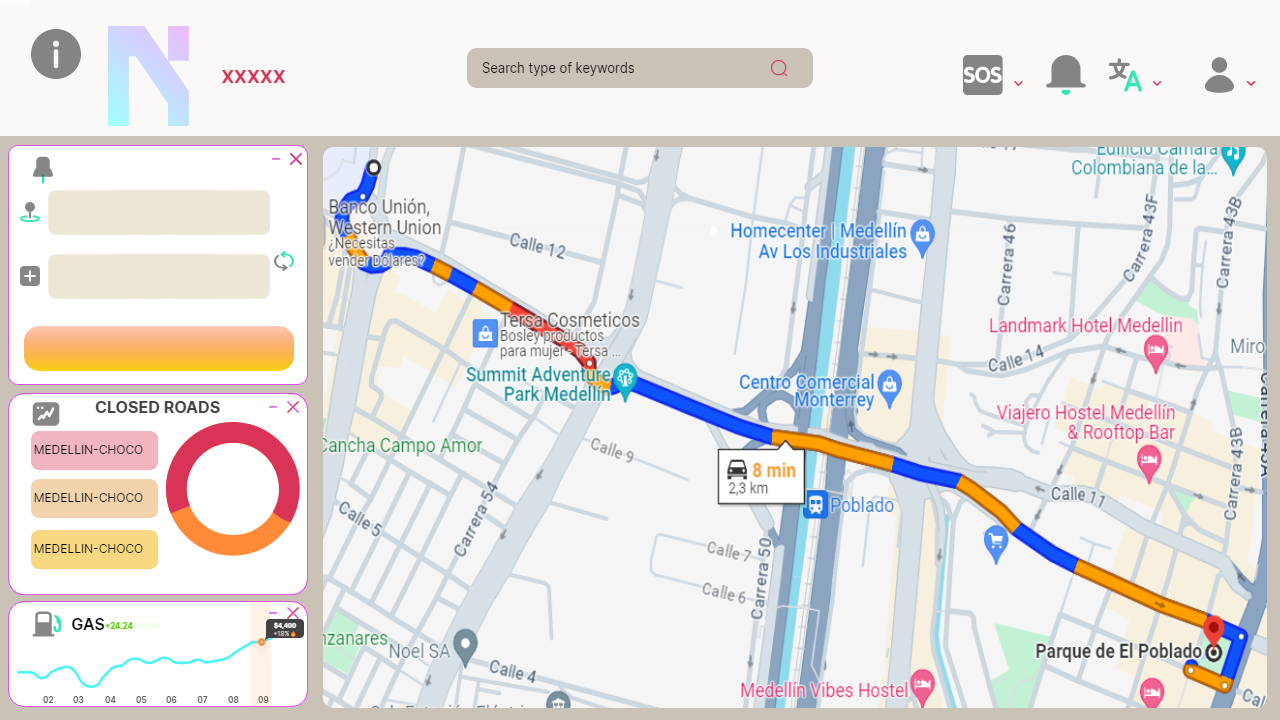 N
XXXXX
Search type of keywords
SOS
文A
CLOSED ROADS
MEDELLIN-CHOCO
MEDELLIN-CHOCO
MEDELLIN-CHOCO
GAS +24.24
$4,400
+18%
02 03 04 05 06 07 08 09
Edificio Cámara
Colombiana de la...
Banco Unión,
Western Union
¿Necesitas
vender Dólares?
Calle 12
Homecenter | Medellín
Av Los Industriales
Carrera 46
Carrera 43F
Carrera 43B
Tersa Cosmeticos
Bosley productos
para mujer - Tersa ...
Landmark Hotel Medellin
Calle 14
Miro
Summit Adventure
Park Medellín
Centro Comercial
Monterrey
Viajero Hostel Medellín
& Rooftop Bar
Cancha Campo Amor
Calle 9
Carrera 43B
8 min
2,3 km
Carrera 54
Calle 5
Poblado
Calle 11
Calle 7
Carrera 50
Calle 6
nzanares
Noel SA
Calle 4
Parque de El Poblado
Medellín Vibes Hostel